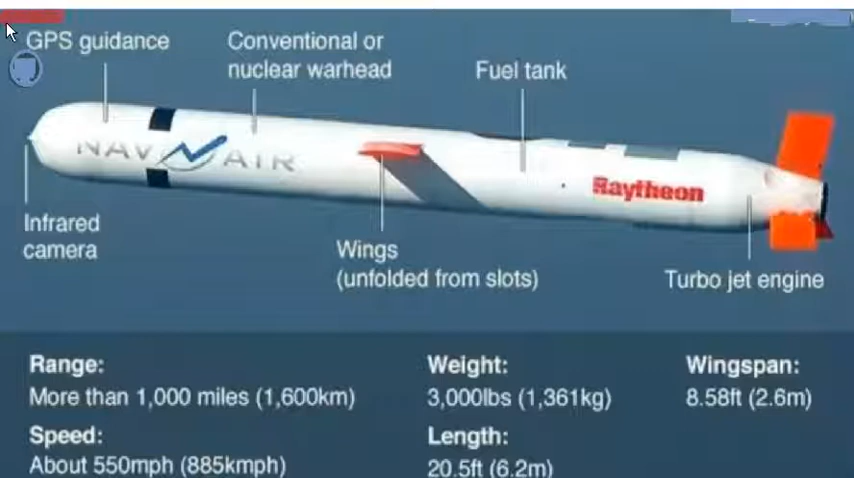 GPS guidance
Conventional or
nuclear warhead
Fuel tank
NAV AIR
Raytheon
Infrared
camera
Wings
(unfolded from slots)
Turbo jet engine
Range:
More than 1,000 miles (1,600km)
Weight:
3,000lbs (1,361kg)
Wingspan:
8.58ft (2.6m)
Speed:
About 550mph (885kmph)
Length:
20.5ft (6.2m)